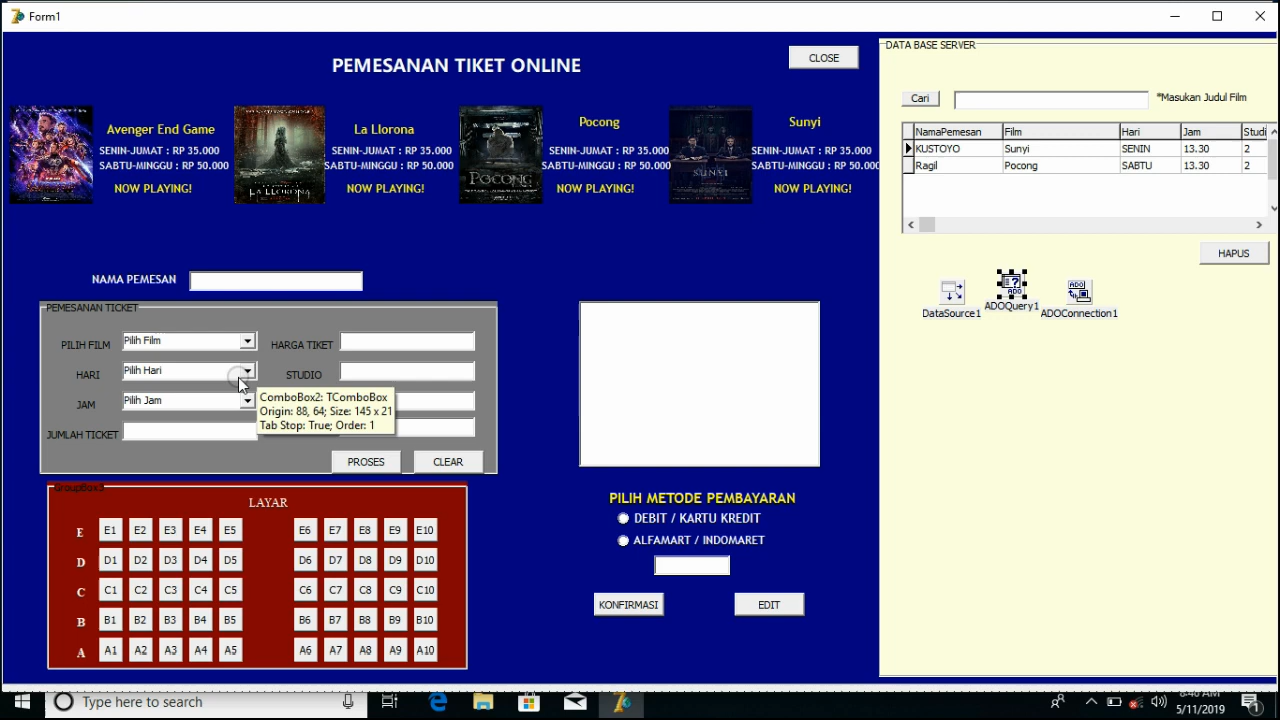 Form1
PEMESANAN TIKET ONLINE
CLOSE
Avenger End Game
SENIN-JUMAT : RP 35.000
SABTU-MINGGU : RP 50.000
NOW PLAYING!
LA LLORONA
La Llorona
SENIN-JUMAT : RP 35.000
SABTU-MINGGU : RP 50.000
NOW PLAYING!
POCONG
Pocong
SENIN-JUMAT : RP 35.000
SABTU-MINGGU : RP 50.000
NOW PLAYING!
SUNYI
Sunyi
SENIN-JUMAT : RP 35.000
SABTU-MINGGU : RP 50.000
NOW PLAYING!
NAMA PEMESAN
PEMESANAN TICKET
PILIH FILM Pilih Film HARGA TIKET
HARI Pilih Hari STUDIO
JAM Pilih Jam
JUMLAH TICKET
ComboBox2: TComboBox
Origin: 88, 64; Size: 145 x 21
Tab Stop: True; Order: 1
PROSES CLEAR
GroupBox3
LAYAR
E E1 E2 E3 E4 E5 E6 E7 E8 E9 E10
D D1 D2 D3 D4 D5 D6 D7 D8 D9 D10
C C1 C2 C3 C4 C5 C6 C7 C8 C9 C10
B B1 B2 B3 B4 B5 B6 B7 B8 B9 B10
A A1 A2 A3 A4 A5 A6 A7 A8 A9 A10
PILIH METODE PEMBAYARAN
DEBIT / KARTU KREDIT
ALFAMART / INDOMARET
KONFIRMASI EDIT
DATA BASE SERVER
Cari *Masukan Judul Film
NamaPemesan Film Hari Jam Studi
KUSTOYO Sunyi SENIN 13.30 2
Ragil Pocong SABTU 13.30 2
HAPUS
DataSource1 ADOQuery1 ADOConnection1
Type here to search
8:40 AM
5/11/2019